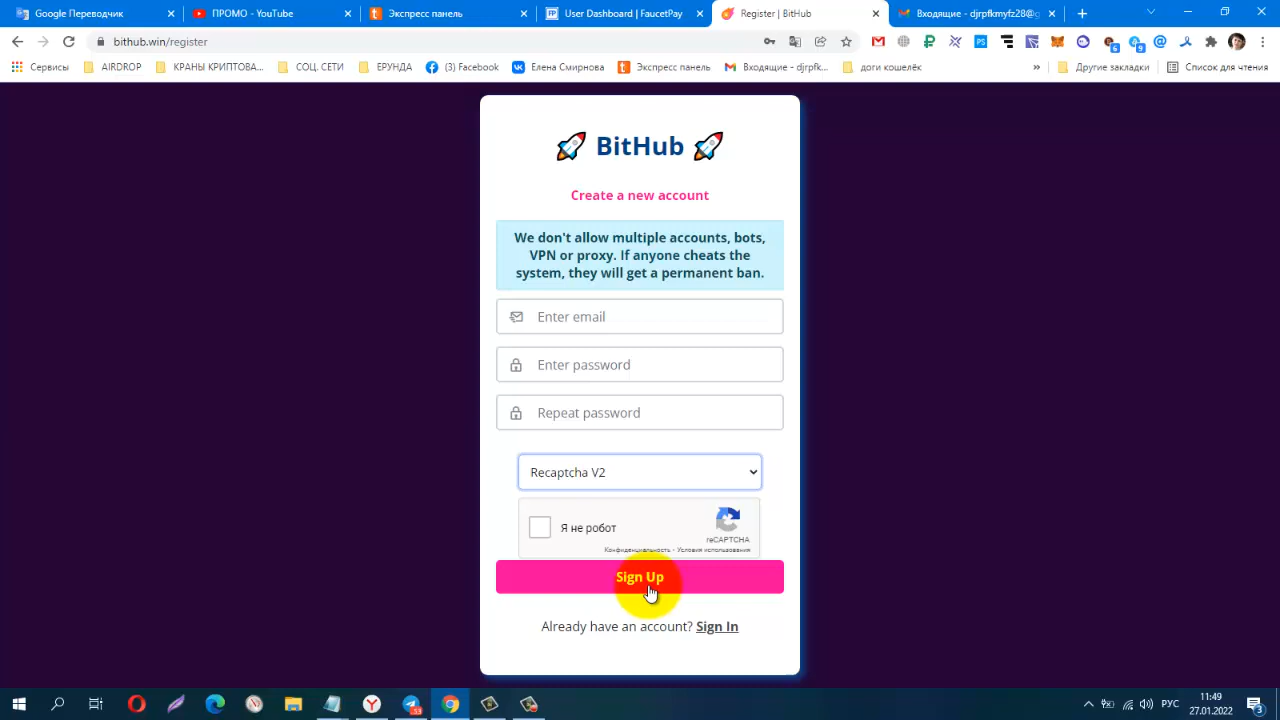 Google Переводчик
ПРОМО - YouTube
Экспресс панель
User Dashboard | FaucetPay
Register | BitHub
Входящие - djrpfkmyfz28@g
bithub.win/register
Сервисы
AIRDROP
КРАНЫ КРИПТОВА...
СОЦ. СЕТИ
ЕРУНДА
(3) Facebook
Елена Смирнова
Экспресс панель
Входящие - djrpfk...
доги кошелёк
»
Другие закладки
Список для чтения
BitHub
Create a new account
We don't allow multiple accounts, bots,
VPN or proxy. If anyone cheats the
system, they will get a permanent ban.
Enter email
Enter password
Repeat password
Recaptcha V2
Я не робот
reCAPTCHA
Конфиденциальность - Условия использования
Sign Up
Already have an account? Sign In
РУС
11:49
27.01.2022